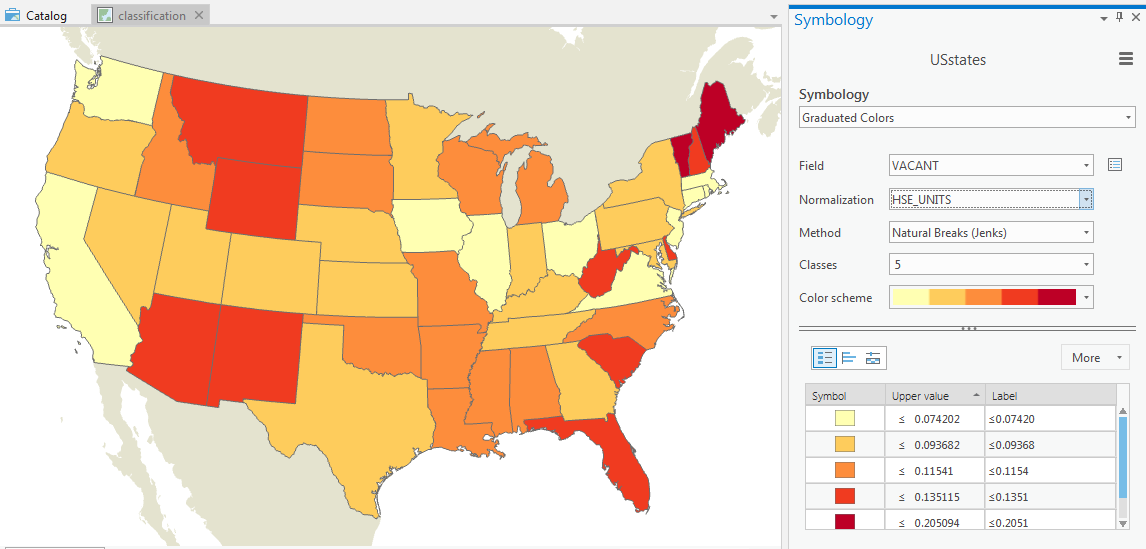 Catalog
classification
Symbology
USstates
Symbology
Graduated Colors
Field
VACANT
Normalization
HSE_UNITS
Method
Natural Breaks (Jenks)
Classes
5
Color scheme
More
Symbol Upper value Label
≤ 0.074202 ≤0.07420
≤ 0.093682 ≤0.09368
≤ 0.11541 ≤0.1154
≤ 0.135115 ≤0.1351
≤ 0.205094 ≤0.2051